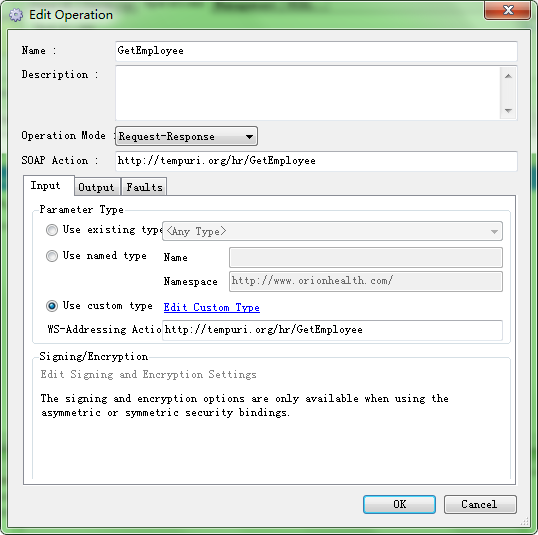 Edit Operation
Name :
GetEmployee
Description :
Operation Mode :
Request-Response
SOAP Action :
http://tempuri.org/hr/GetEmployee
Input
Output
Faults
Parameter Type
Use existing type
<Any Type>
Use named type
Name
Namespace
http://www.orionhealth.com/
Use custom type
Edit Custom Type
WS-Addressing Actio
http://tempuri.org/hr/GetEmployee
Signing/Encryption
Edit Signing and Encryption Settings
The signing and encryption options are only available when using the
asymmetric or symmetric security bindings.
OK
Cancel